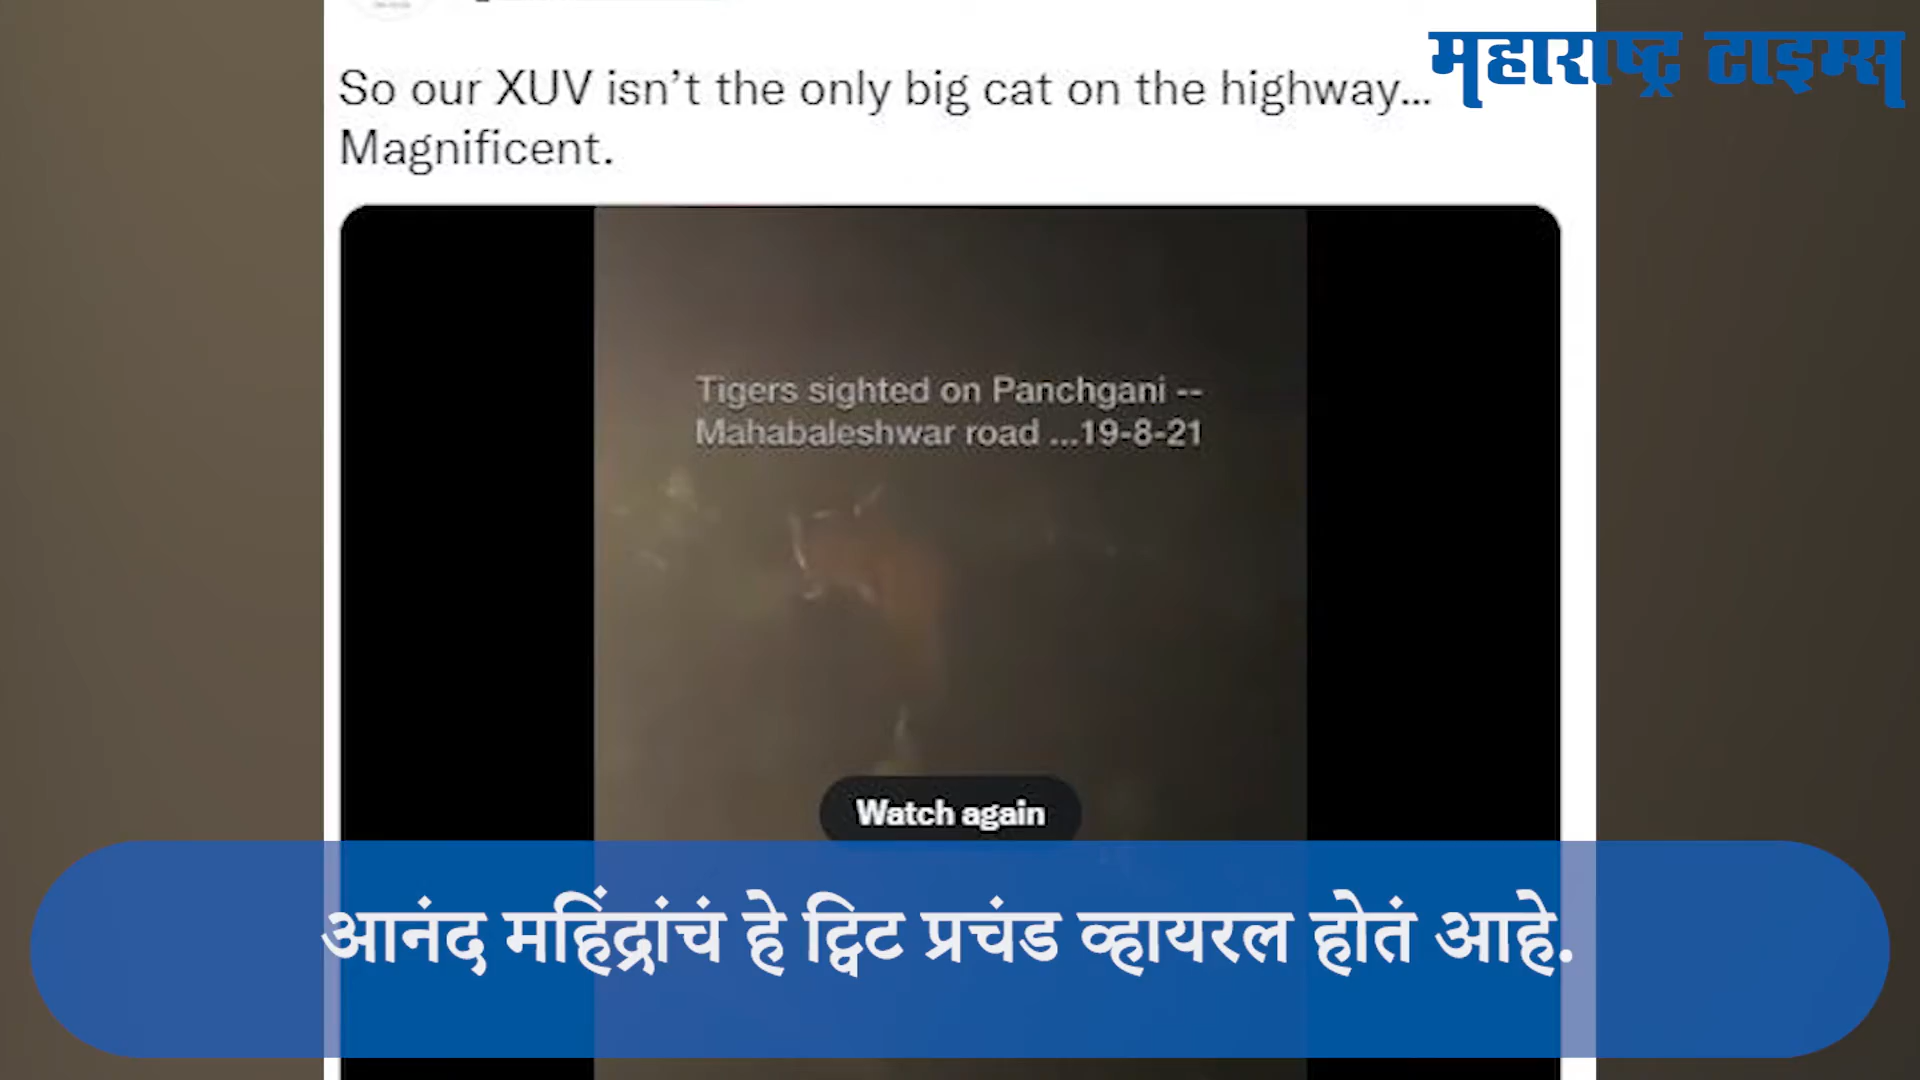 महाराष्ट्र टाइम्स
So our XUV isn't the only big cat on the highway...
Magnificent.
Tigers sighted on Panchgani --
Mahabaleshwar road ...19-8-21
Watch again
आनंद महिंद्रांचं हे ट्विट प्रचंड व्हायरल होतं आहे.